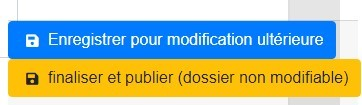 Enregistrer pour modification ultérieure
finaliser et publier (dossier non modifiable)